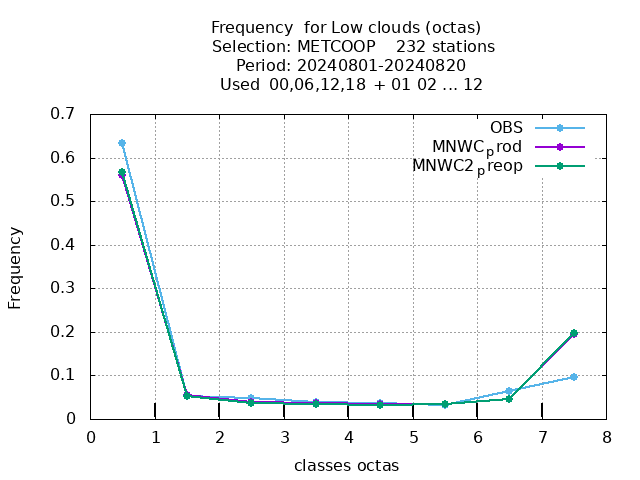 Frequency  for Low clouds (octas)
Selection: METCOOP    232 stations
Period: 20240801-20240820
Used  00,06,12,18  + 01 02 ... 12
OBS
MNWCprod
MNWC2preop
0.7
0.6
0.5
0.4
0.3
0.2
0.1
0
Frequency
0 1 2 3 4 5 6 7 8
classes octas